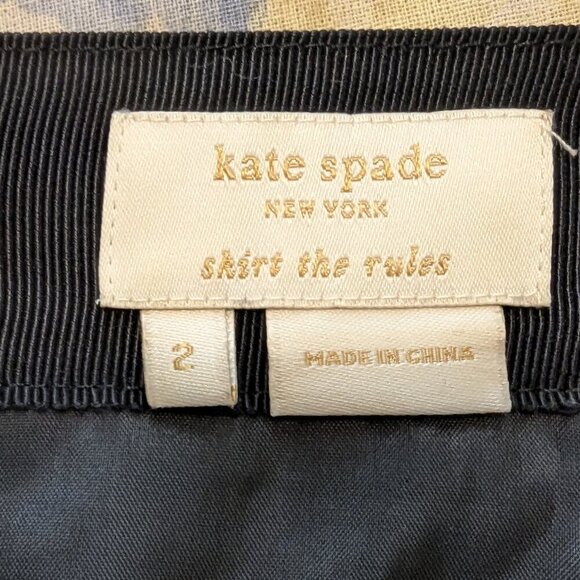 kate spade
NEW YORK
skirt the rules
2
MADE IN CHINA